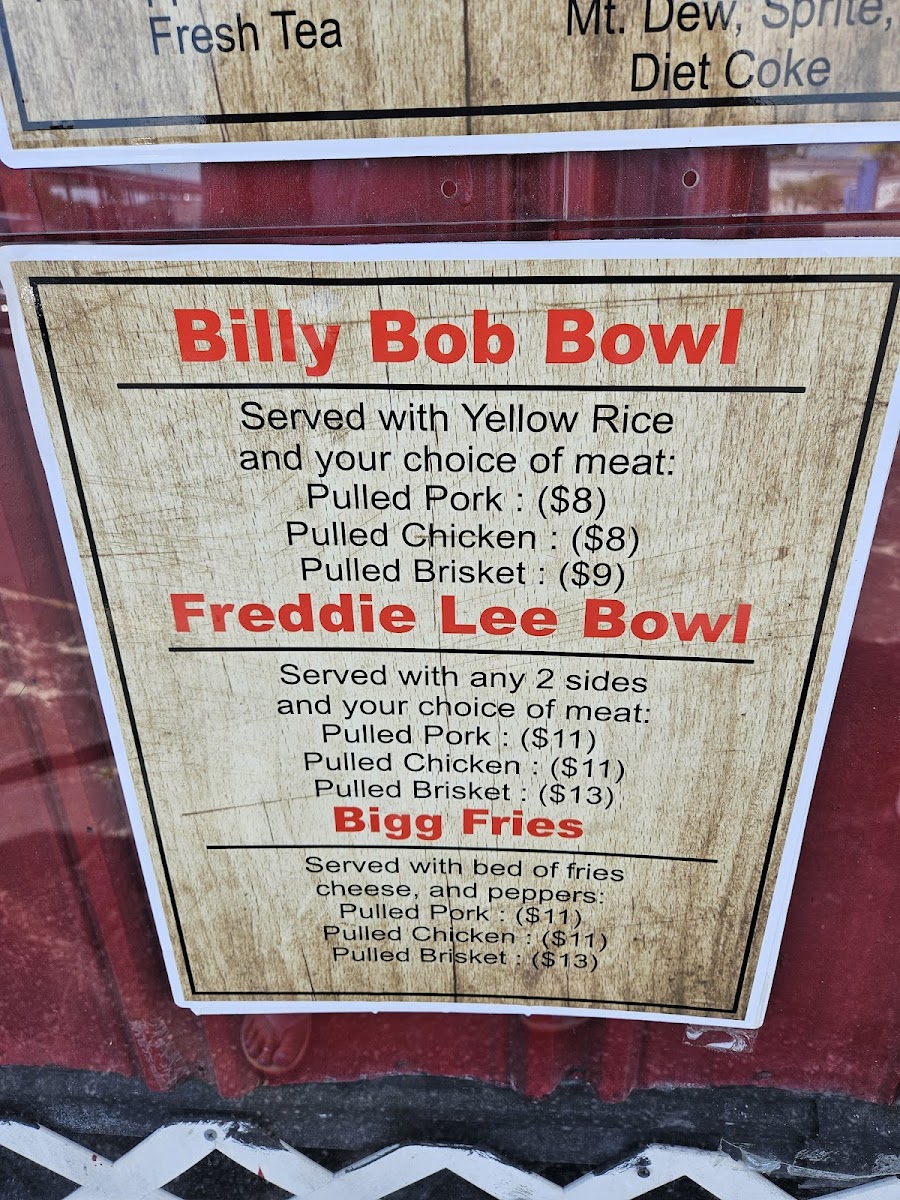 Fresh Tea
Mt. Dew, Sprite,
Diet Coke
Billy Bob Bowl
Served with Yellow Rice
and your choice of meat:
Pulled Pork : ($8)
Pulled Chicken : ($8)
Pulled Brisket : ($9)
Freddie Lee Bowl
Served with any 2 sides
and your choice of meat:
Pulled Pork : ($11)
Pulled Chicken : ($11)
Pulled Brisket : ($13)
Bigg Fries
Served with bed of fries
cheese, and peppers:
Pulled Pork : ($11)
Pulled Chicken : ($11)
Pulled Brisket : ($13)